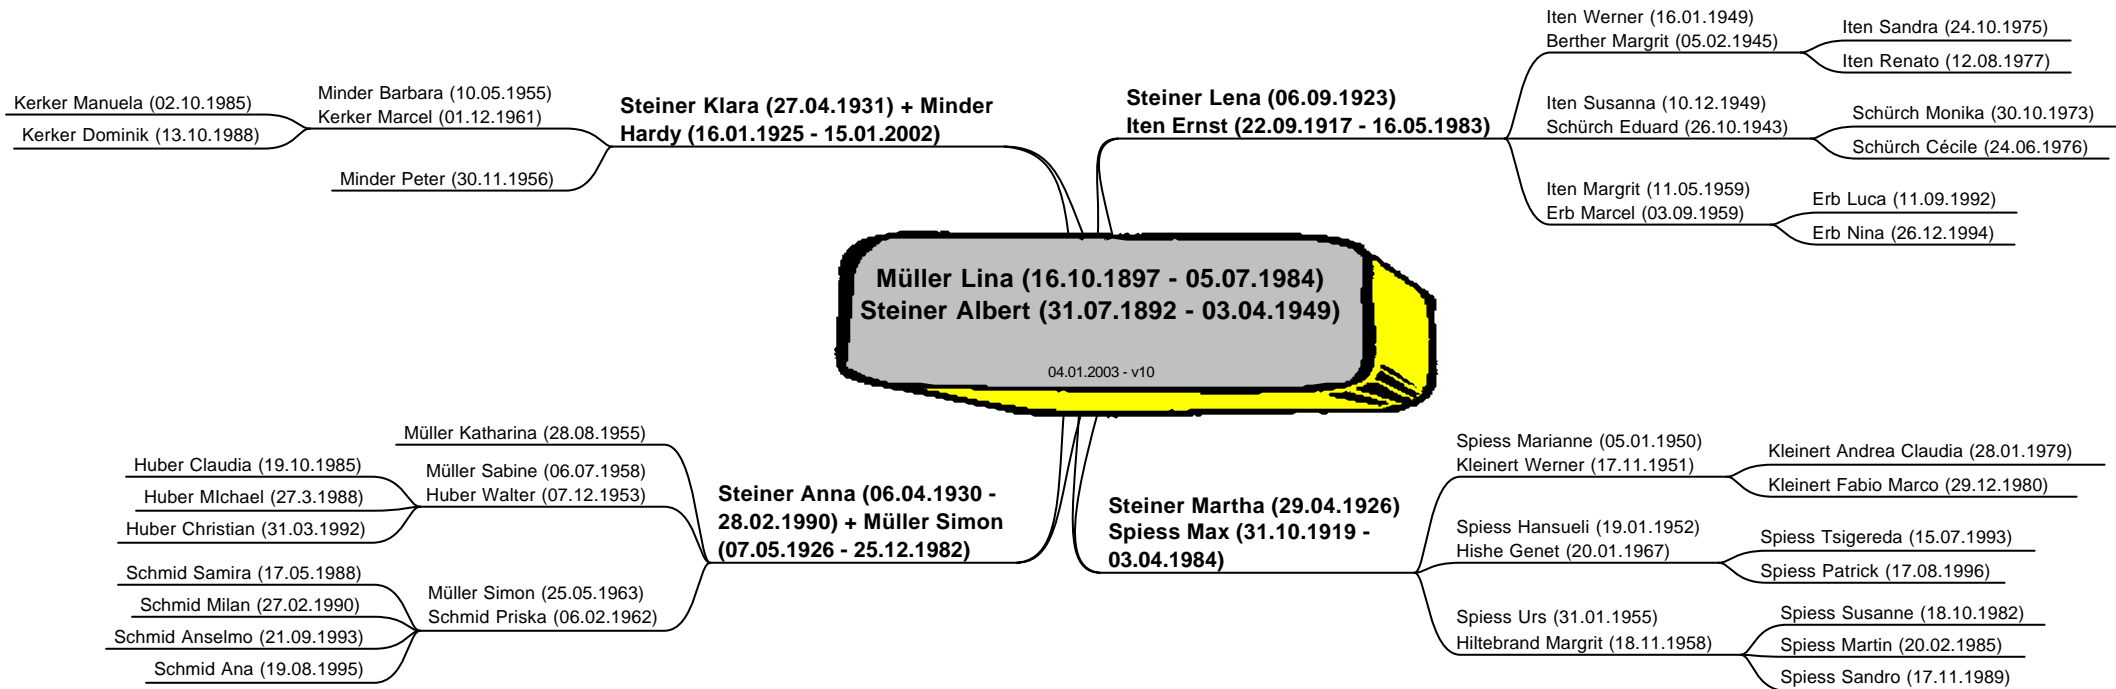 Müller Lina (16.10.1897 - 05.07.1984)
Steiner Albert (31.07.1892 - 03.04.1949)
04.01.2003 - v10
Steiner Lena (06.09.1923)
Iten Ernst (22.09.1917 - 16.05.1983)
Iten Werner (16.01.1949)
Berther Margrit (05.02.1945)
Iten Sandra (24.10.1975)
Iten Renato (12.08.1977)
Iten Susanna (10.12.1949)
Schürch Eduard (26.10.1943)
Schürch Monika (30.10.1973)
Schürch Cécile (24.06.1976)
Iten Margrit (11.05.1959)
Erb Marcel (03.09.1959)
Erb Luca (11.09.1992)
Erb Nina (26.12.1994)
Steiner Martha (29.04.1926)
Spiess Max (31.10.1919 -
03.04.1984)
Spiess Marianne (05.01.1950)
Kleinert Werner (17.11.1951)
Kleinert Andrea Claudia (28.01.1979)
Kleinert Fabio Marco (29.12.1980)
Spiess Hansueli (19.01.1952)
Hishe Genet (20.01.1967)
Spiess Tsigereda (15.07.1993)
Spiess Patrick (17.08.1996)
Spiess Urs (31.01.1955)
Hiltebrand Margrit (18.11.1958)
Spiess Susanne (18.10.1982)
Spiess Martin (20.02.1985)
Spiess Sandro (17.11.1989)
Steiner Anna (06.04.1930 -
28.02.1990) + Müller Simon
(07.05.1926 - 25.12.1982)
Müller Katharina (28.08.1955)
Müller Sabine (06.07.1958)
Huber Walter (07.12.1953)
Huber Claudia (19.10.1985)
Huber MIchael (27.3.1988)
Huber Christian (31.03.1992)
Müller Simon (25.05.1963)
Schmid Priska (06.02.1962)
Schmid Samira (17.05.1988)
Schmid Milan (27.02.1990)
Schmid Anselmo (21.09.1993)
Schmid Ana (19.08.1995)
Steiner Klara (27.04.1931) + Minder
Hardy (16.01.1925 - 15.01.2002)
Minder Barbara (10.05.1955)
Kerker Marcel (01.12.1961)
Kerker Manuela (02.10.1985)
Kerker Dominik (13.10.1988)
Minder Peter (30.11.1956)